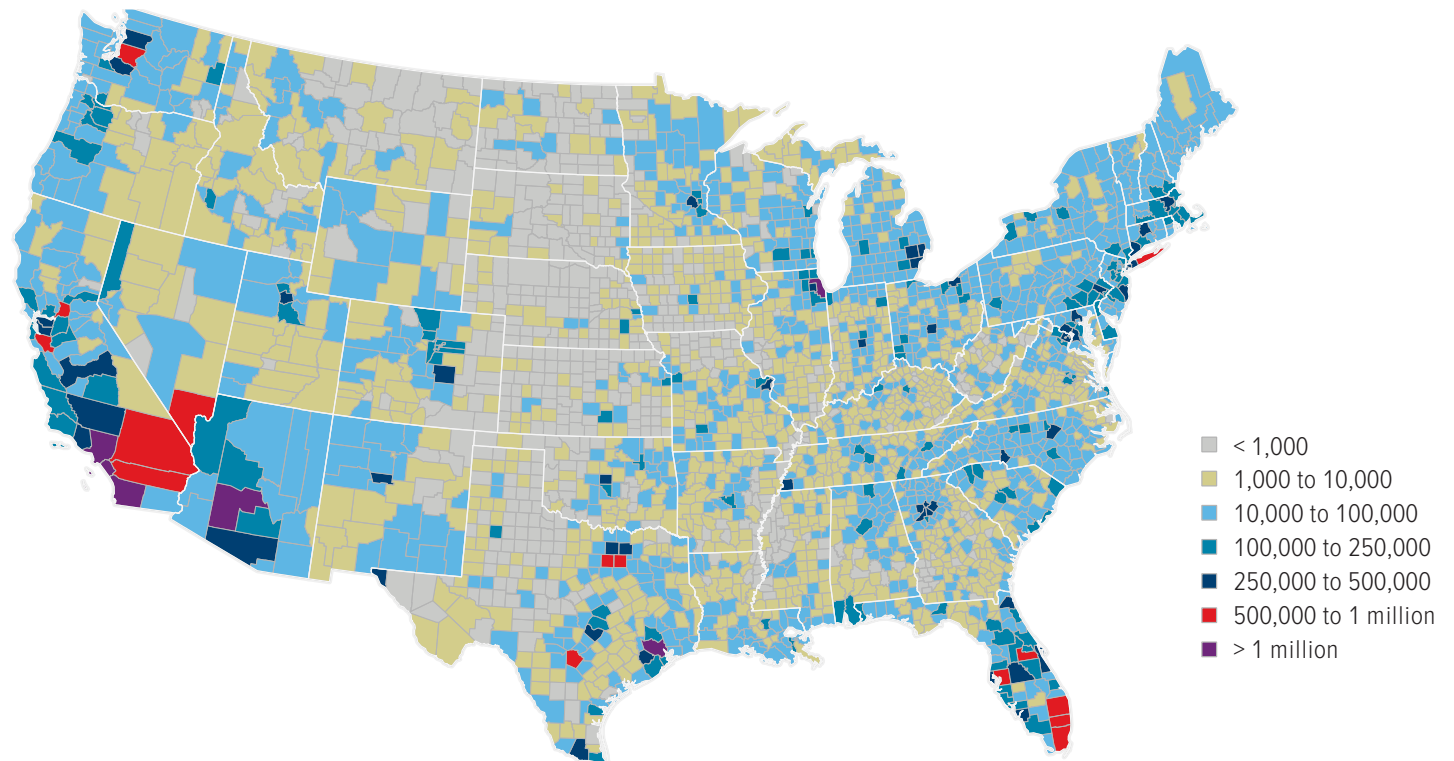 < 1,000
1,000 to 10,000
10,000 to 100,000
100,000 to 250,000
250,000 to 500,000
500,000 to 1 million
> 1 million